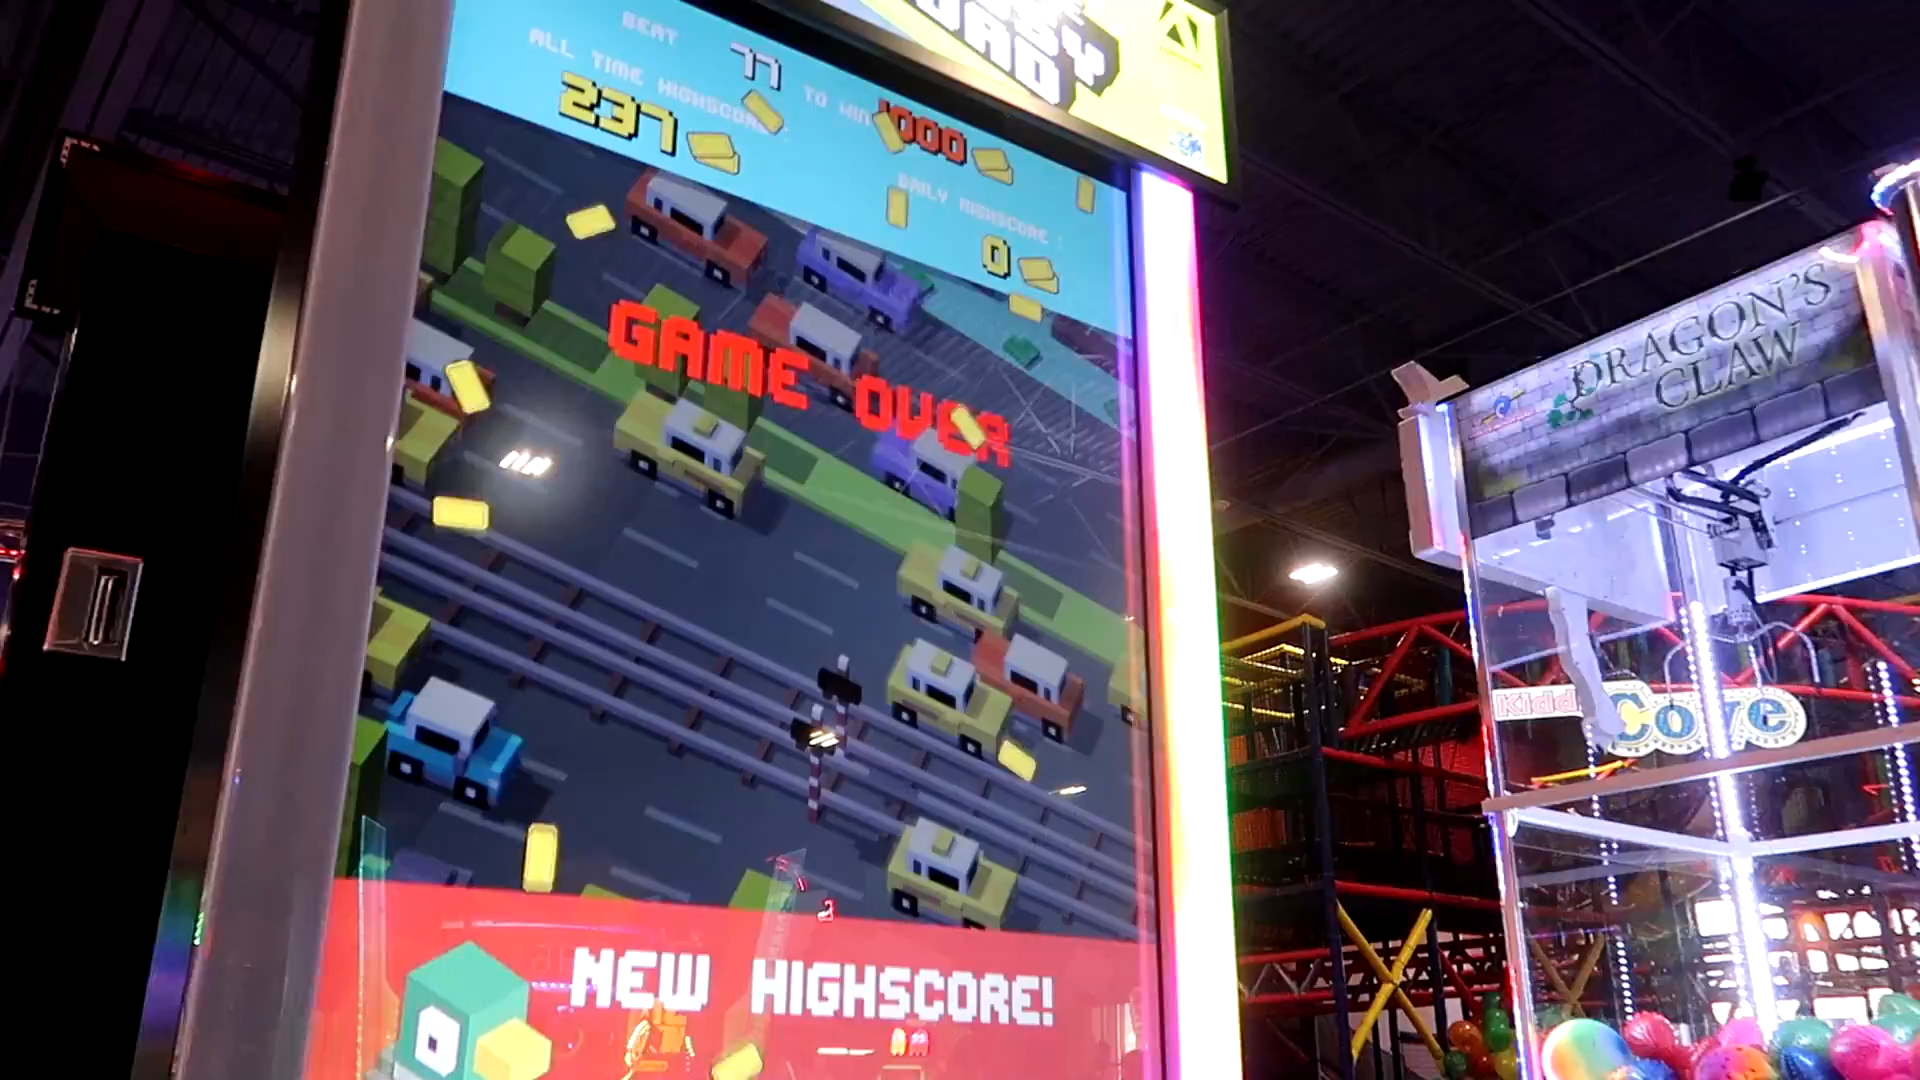 BEAT 77 TO WIN 1000
ALL TIME HIGHSCORE :
237
DAILY HIGHSCORE :
0
GAME OVER
NEW HIGHSCORE!
DRAGON'S
CLAW
Kidd
Cove